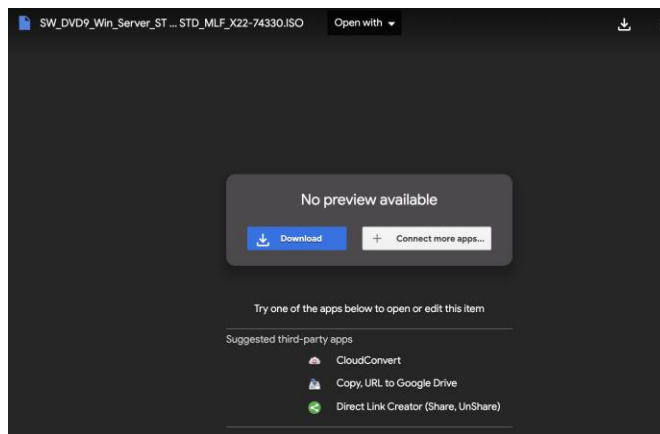 SW_DVD9_Win_Server_ST ... STD_MLF_X22-74330.ISO Open with
No preview available
Download + Connect more apps...
Try one of the apps below to open or edit this item
Suggested third-party apps
CloudConvert
Copy, URL to Google Drive
Direct Link Creator (Share, UnShare)